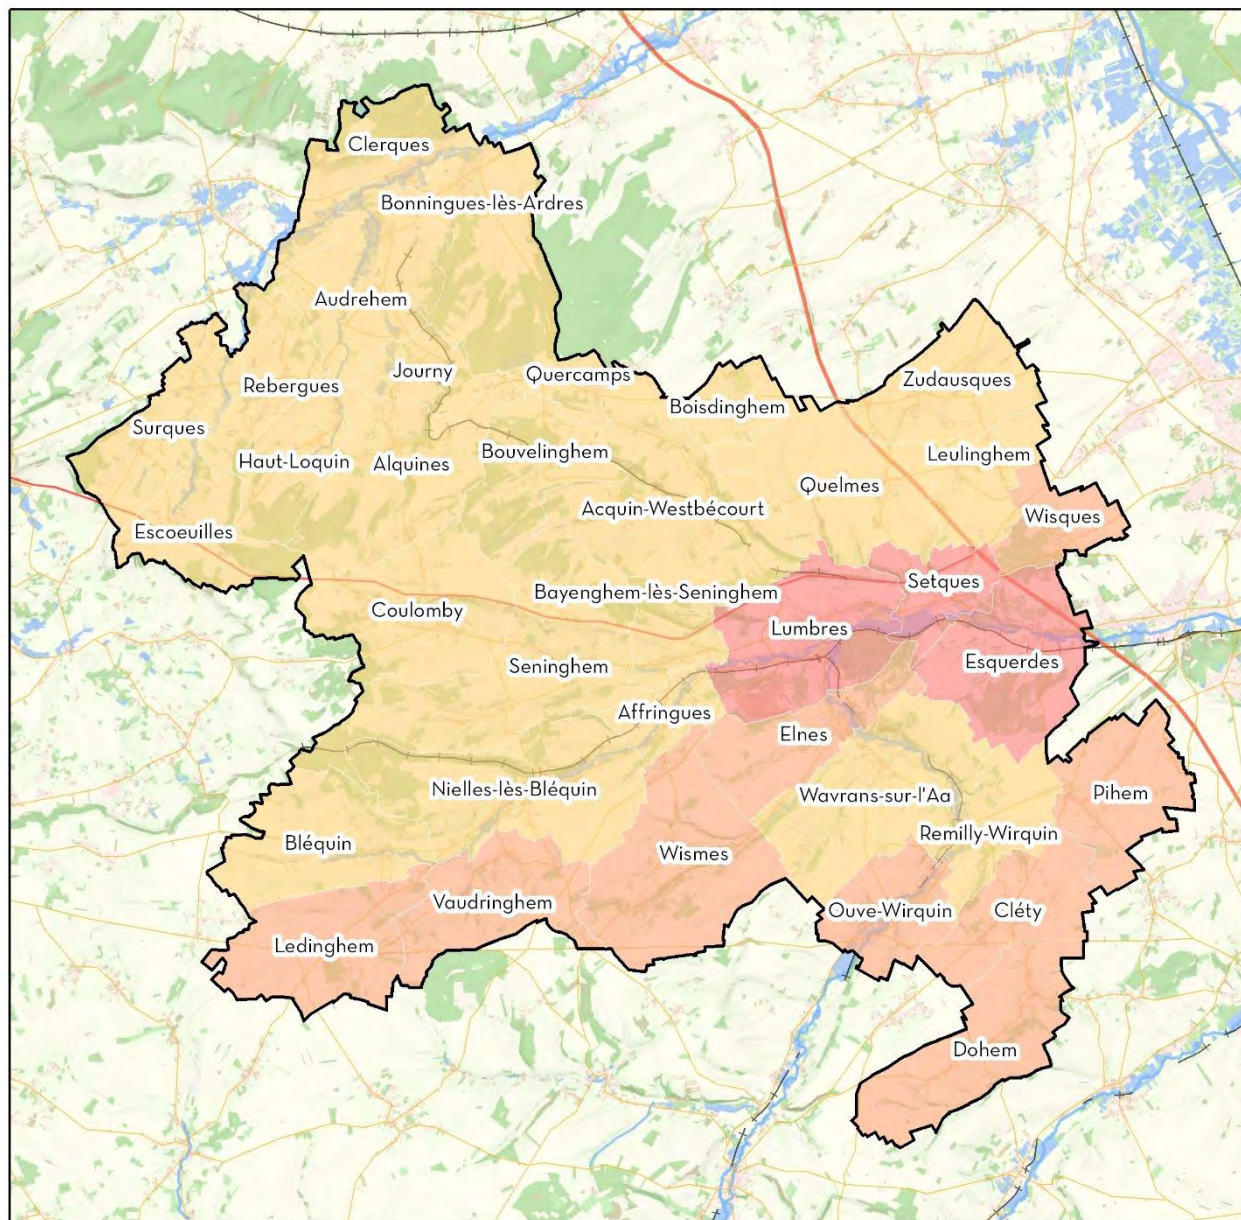 Clerques
Bonningues-lès-Ardres
Audrehem
Journy
Quercamps
Rebergues
Zudausques
Boisdinghem
Surques
Bouvelinghem
Leulinghem
Haut-Loquin
Alquines
Quelmes
Acquin-Westbécourt
Wisques
Escoeuilles
Setques
Bayenghem-lès-Seninghem
Coulomby
Lumbres
Esquerdes
Seninghem
Affringues
Elnes
Nielles-lès-Bléquin
Wavrans-sur-l'Aa
Pihem
Remilly-Wirquin
Bléquin
Wismes
Vaudringhem
Ouve-Wirquin
Cléty
Ledinghem
Dohem